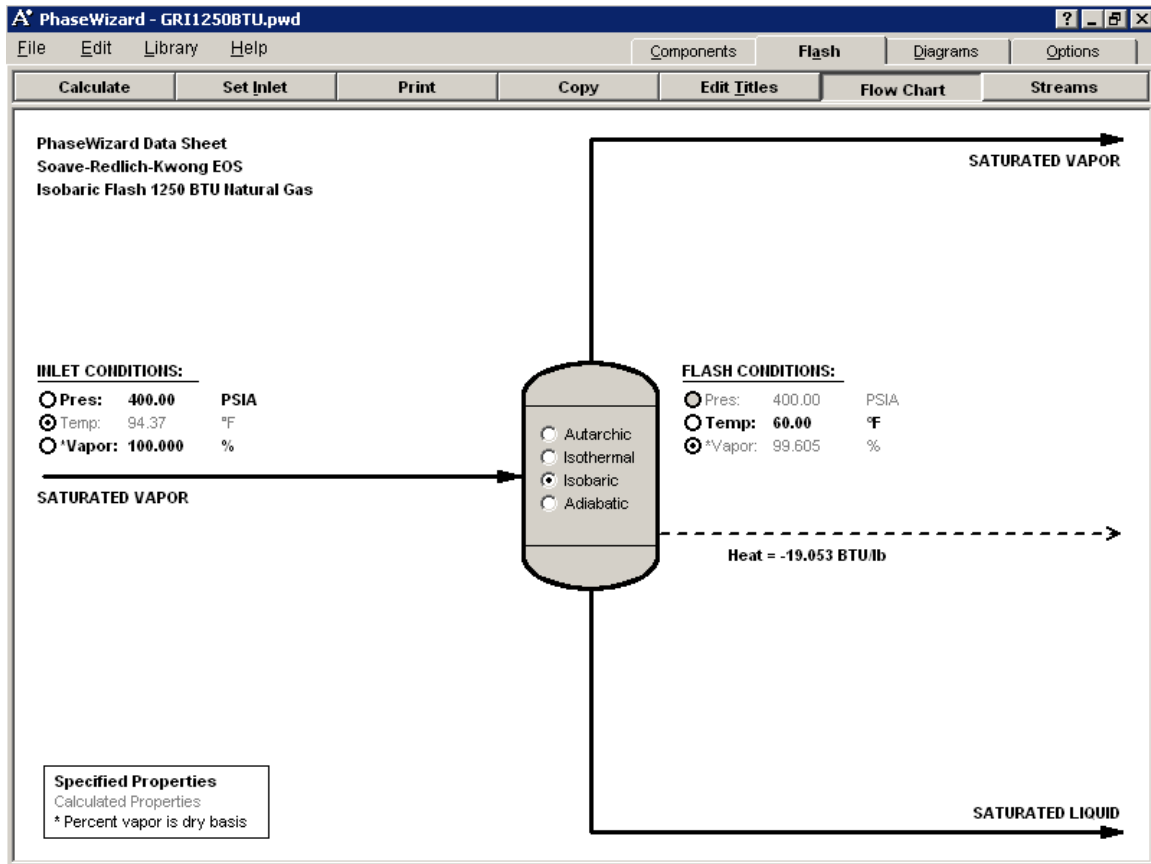 PhaseWizard - GRI1250BTU.pwd
File Edit Library Help Components Flash Diagrams Options
Calculate Set Inlet Print Copy Edit Titles Flow Chart Streams
PhaseWizard Data Sheet
Soave-Redlich-Kwong EOS
Isobaric Flash 1250 BTU Natural Gas
SATURATED VAPOR
INLET CONDITIONS:
Pres: 400.00 PSIA
Temp: 94.37 °F
*Vapor: 100.000 %
SATURATED VAPOR
Autarchic
Isothermal
Isobaric
Adiabatic
FLASH CONDITIONS:
Pres: 400.00 PSIA
Temp: 60.00 °F
*Vapor: 99.605 %
Heat = -19.053 BTU/lb
Specified Properties
Calculated Properties
* Percent vapor is dry basis
SATURATED LIQUID